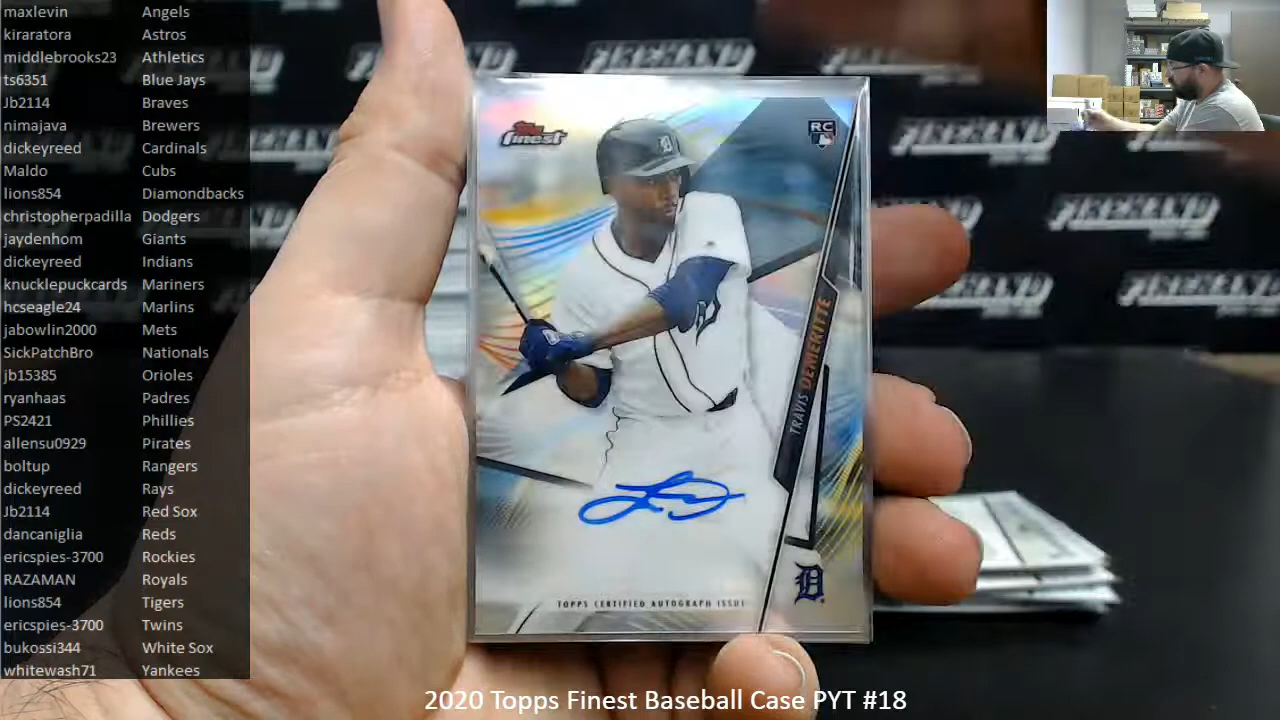 maxlevin Angels
kiraratora Astros
middlebrooks23 Athletics
ts6351 Blue Jays
Jb2114 Braves
nimajava Brewers
dickeyreed Cardinals
Maldo Cubs
lions854 Diamondbacks
christopherpadilla Dodgers
jaydenhom Giants
dickeyreed Indians
knucklepuckcards Mariners
hcseagle24 Marlins
jabowlin2000 Mets
SickPatchBro Nationals
jb15385 Orioles
ryanhaas Padres
PS2421 Phillies
allensu0929 Pirates
boltup Rangers
dickeyreed Rays
Jb2114 Red Sox
dancaniglia Reds
ericspies-3700 Rockies
RAZAMAN Royals
lions854 Tigers
ericspies-3700 Twins
bukossi344 White Sox
whitewash71 Yankees
Topps
finest
RC
TRAVIS DEMERITTE
D
TOPPS CERTIFIED AUTOGRAPH ISSUE
FIREHAND
2020 Topps Finest Baseball Case PYT #18